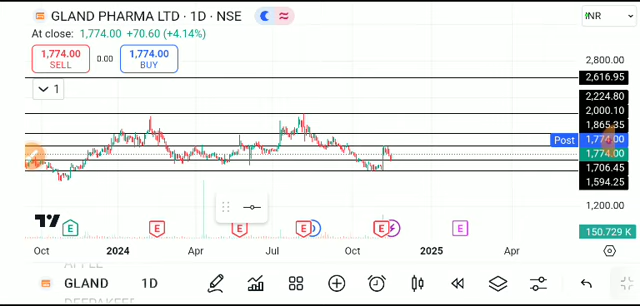 GLAND PHARMA LTD · 1D · NSE
INR
At close: 1,774.00 +70.60 (+4.14%)
1,774.00
SELL
0.00
1,774.00
BUY
1
2,800.00
2,616.95
2,224.80
2,000.10
1,865.35
Post 1,774.00
1,774.00
1,706.45
1,594.25
1,200.00
150.729 K
E E E E E E
Oct 2024 Apr Jul Oct 2025 Apr
APPLE
GLAND 1D